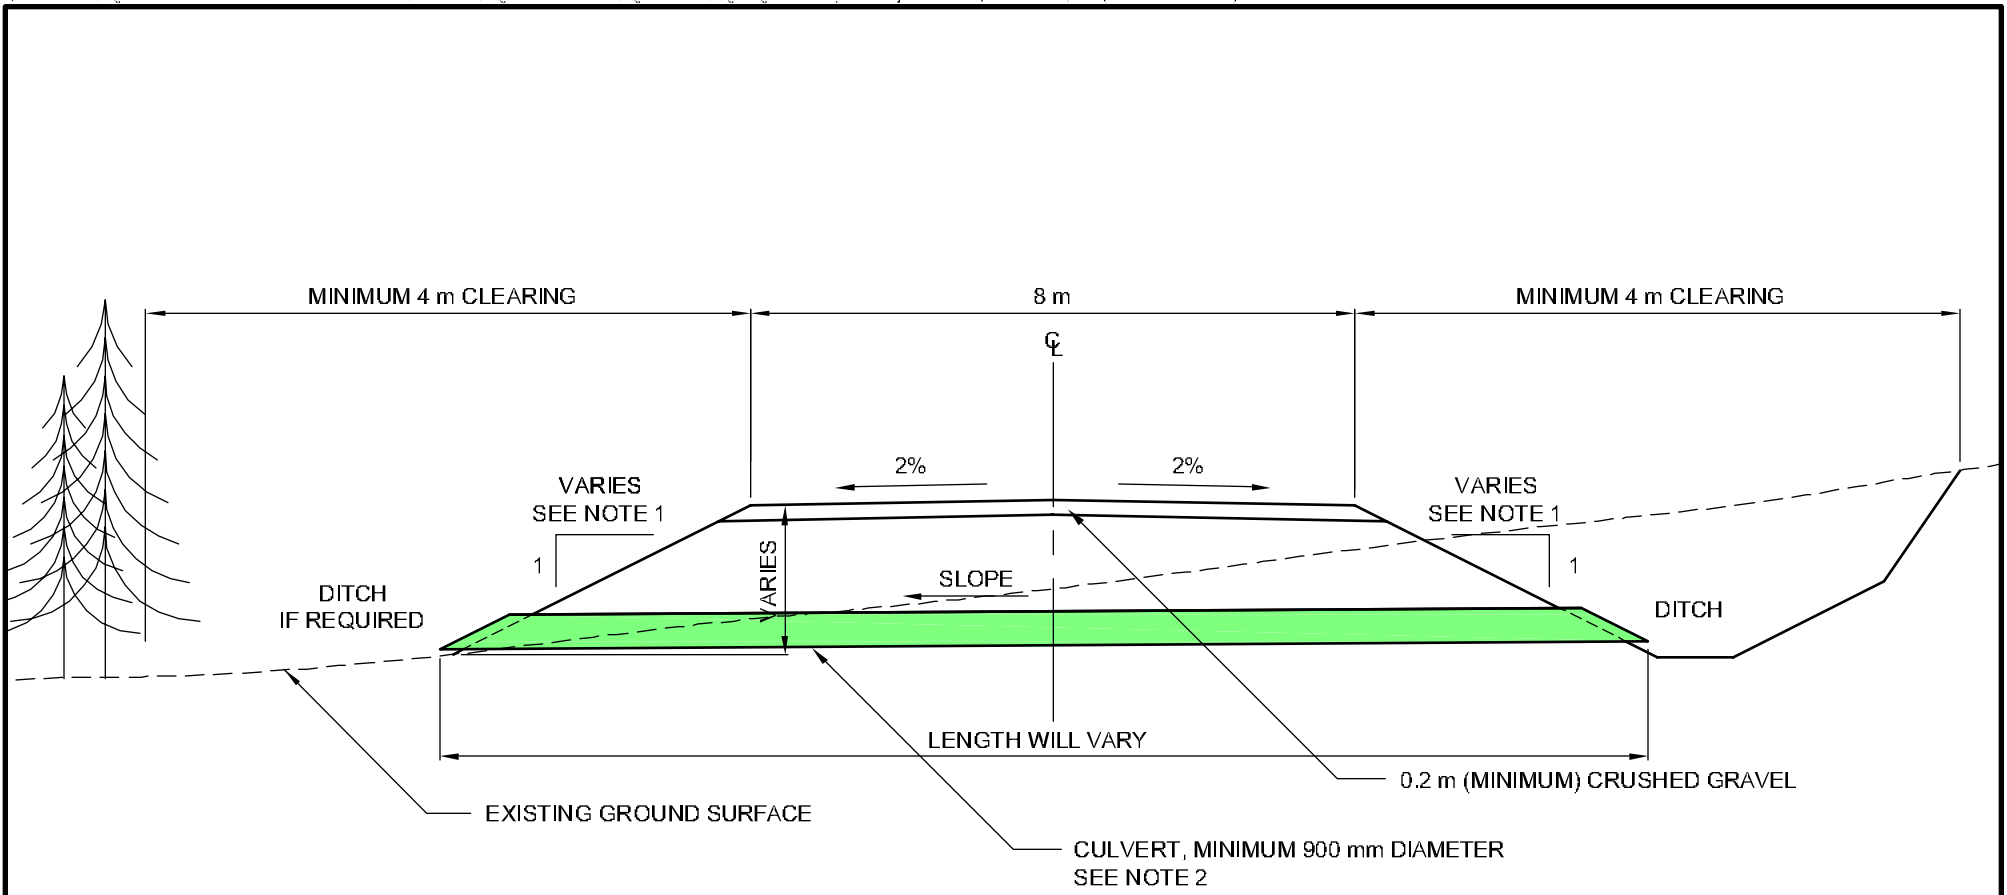 MINIMUM 4 m CLEARING
8 m
MINIMUM 4 m CLEARING
℄
2%
2%
VARIES
SEE NOTE 1
VARIES
SEE NOTE 1
1
VARIES
1
SLOPE
DITCH
IF REQUIRED
DITCH
LENGTH WILL VARY
0.2 m (MINIMUM) CRUSHED GRAVEL
EXISTING GROUND SURFACE
CULVERT, MINIMUM 900 mm DIAMETER
SEE NOTE 2